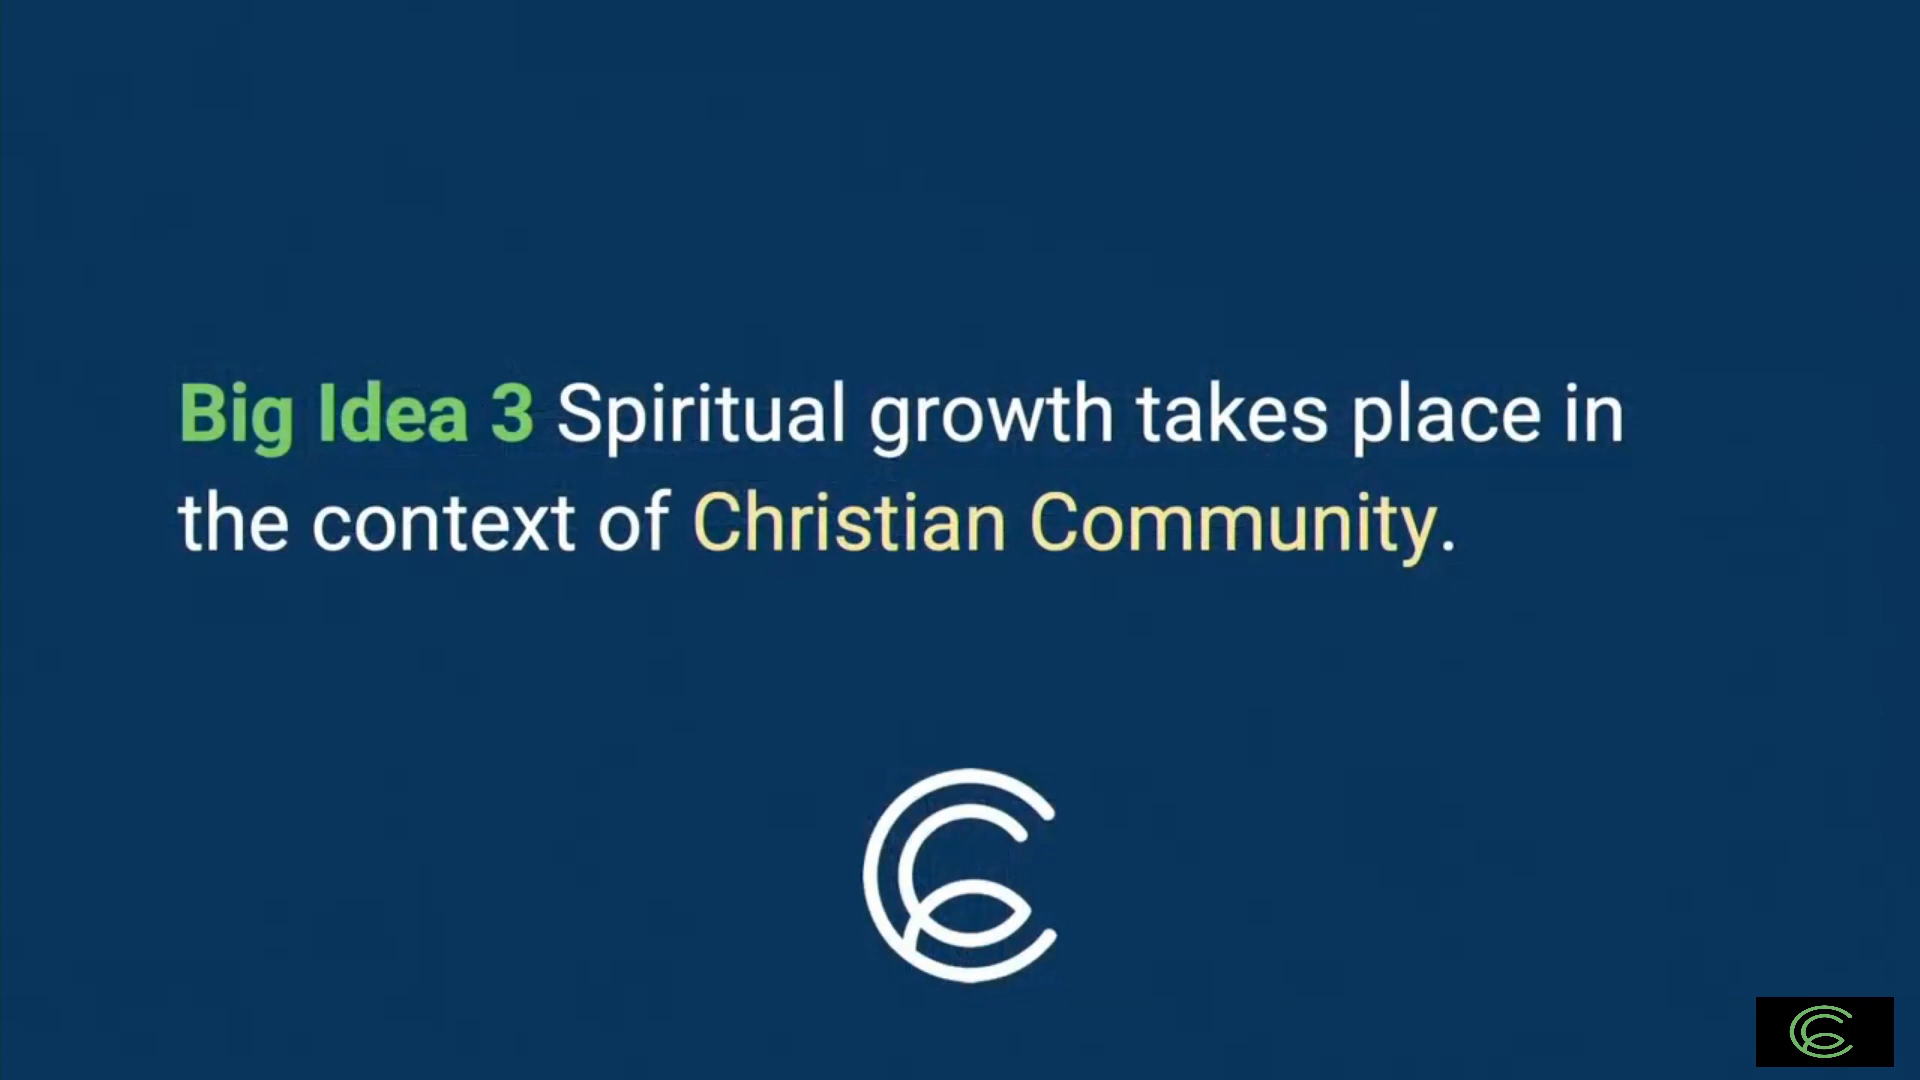 Big Idea 3 Spiritual growth takes place in
the context of Christian Community.